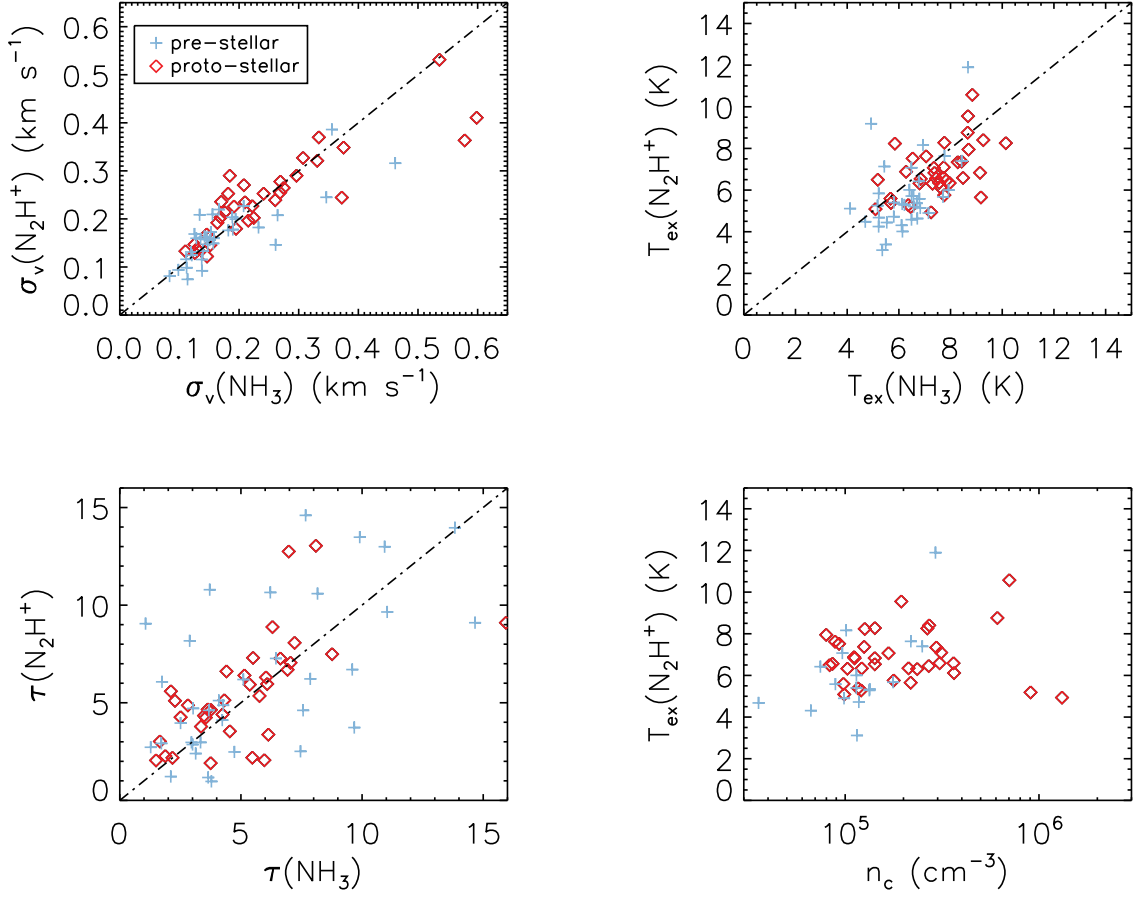 σᵥ(N₂H⁺) (km s⁻¹)
0.6
0.5
0.4
0.3
0.2
0.1
0.0
pre−stellar
proto−stellar
0.0 0.1 0.2 0.3 0.4 0.5 0.6
σᵥ(NH₃) (km s⁻¹)
Tₑₓ(N₂H⁺) (K)
14
12
10
8
6
4
2
0
0 2 4 6 8 10 12 14
Tₑₓ(NH₃) (K)
τ(N₂H⁺)
15
10
5
0
0 5 10 15
τ(NH₃)
Tₑₓ(N₂H⁺) (K)
14
12
10
8
6
4
2
0
10⁵ 10⁶
n_c (cm⁻³)